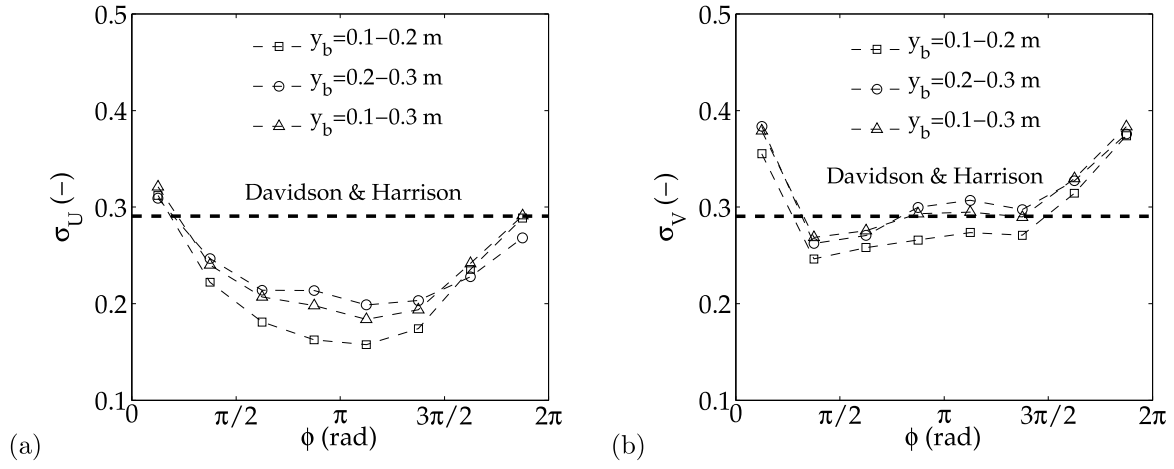 0.5
0.4
0.3
0.2
0.1
σU (−)
y_b=0.1−0.2 m
y_b=0.2−0.3 m
y_b=0.1−0.3 m
Davidson & Harrison
0
π/2
π
3π/2
2π
ϕ (rad)
(a)
0.5
0.4
0.3
0.2
0.1
σV (−)
y_b=0.1−0.2 m
y_b=0.2−0.3 m
y_b=0.1−0.3 m
Davidson & Harrison
0
π/2
π
3π/2
2π
ϕ (rad)
(b)